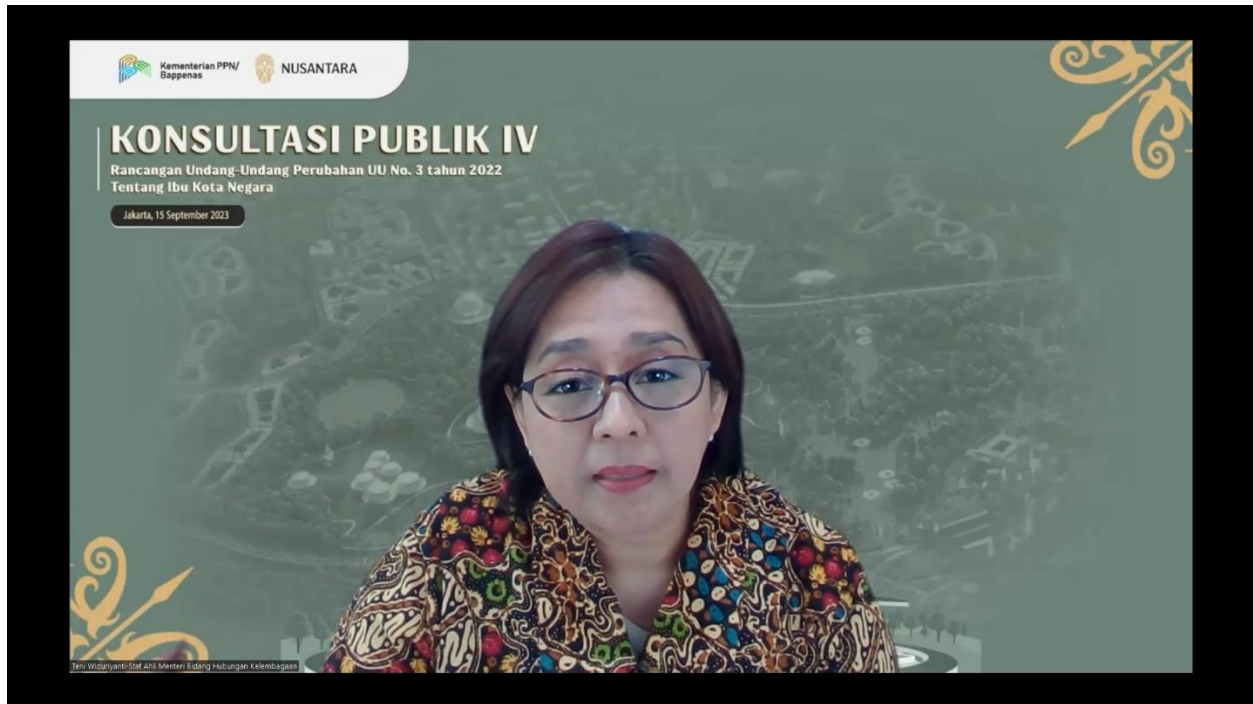 Kementerian PPN/
Bappenas
NUSANTARA
KONSULTASI PUBLIK IV
Rancangan Undang-Undang Perubahan UU No. 3 tahun 2022
Tentang Ibu Kota Negara
Jakarta, 15 September 2023
Teni Widuriyanti-Staf Ahli Menteri Bidang Hubungan Kelembagaan